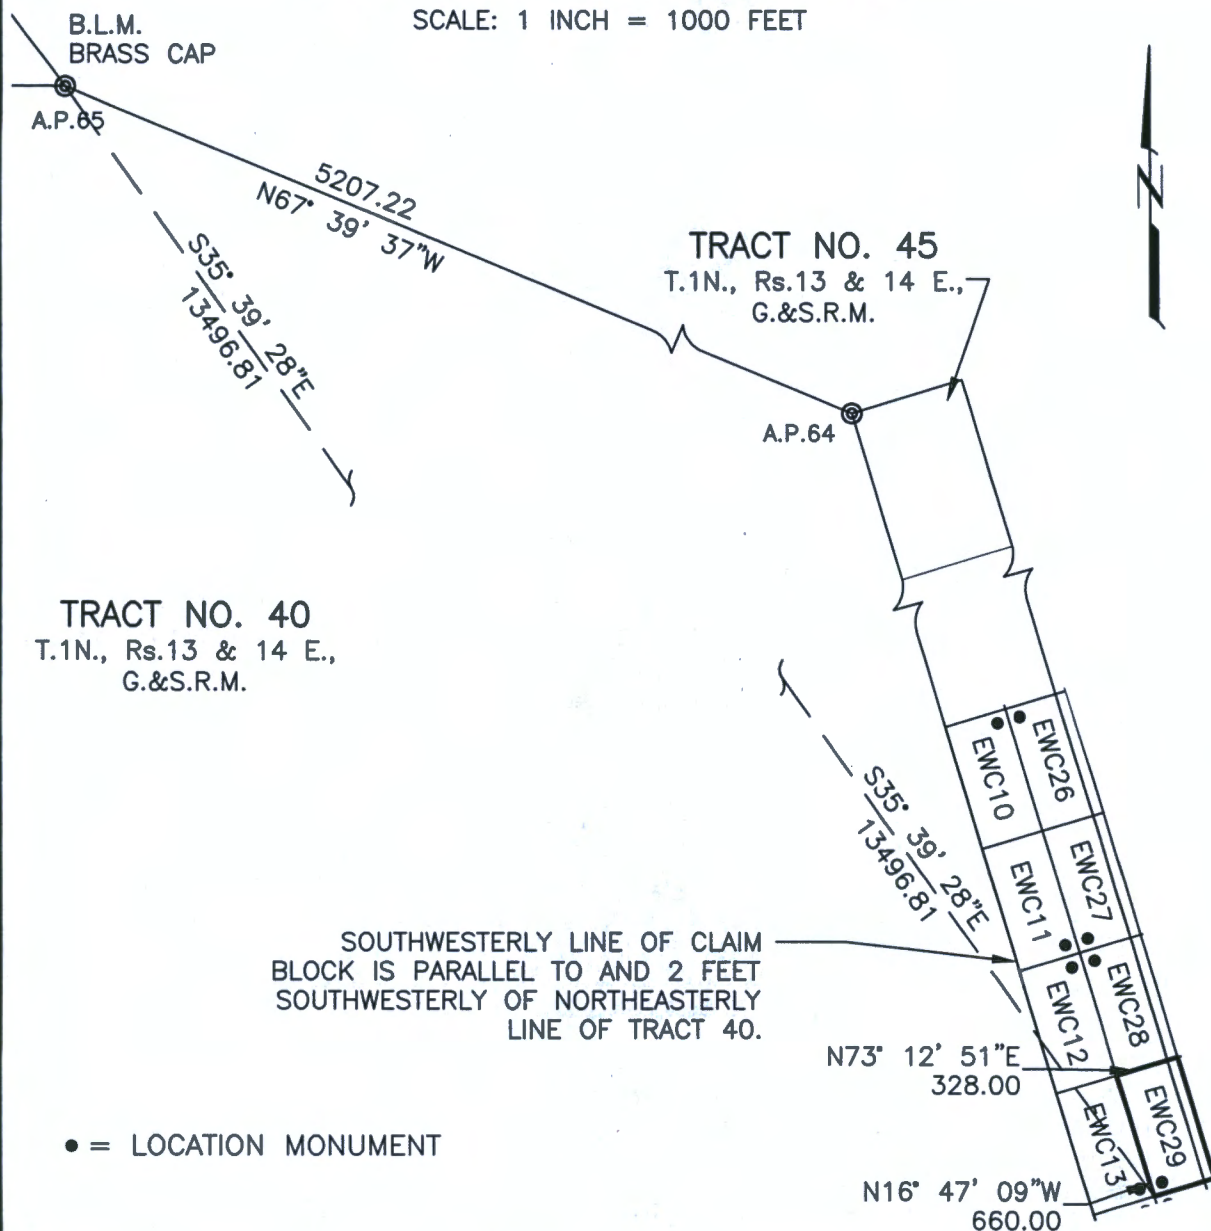 SCALE: 1 INCH = 1000 FEET
B.L.M.
BRASS CAP
A.P.65
5207.22
N67° 39' 37"W
S35° 39' 28"E
13496.81
TRACT NO. 45
T.1N., Rs.13 & 14 E.,
G.&S.R.M.
N
A.P.64
TRACT NO. 40
T.1N., Rs.13 & 14 E.,
G.&S.R.M.
EWC10
EWC26
S35° 39' 28"E
13496.81
EWC11
EWC27
SOUTHWESTERLY LINE OF CLAIM
BLOCK IS PARALLEL TO AND 2 FEET
SOUTHWESTERLY OF NORTHEASTERLY
LINE OF TRACT 40.
EWC12
EWC28
N73° 12' 51"E
328.00
EWC13
EWC29
● = LOCATION MONUMENT
N16° 47' 09"W
660.00